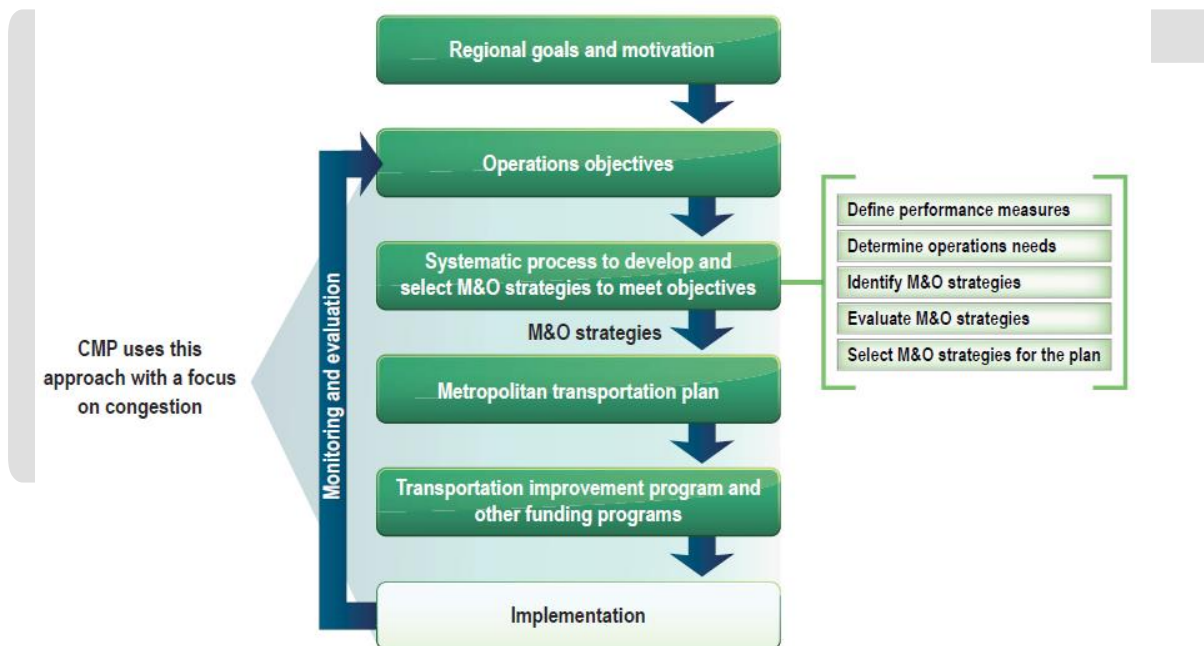 Regional goals and motivation
Operations objectives
Systematic process to develop and
select M&O strategies to meet objectives
M&O strategies
Metropolitan transportation plan
Transportation improvement program and
other funding programs
Implementation
Monitoring and evaluation
CMP uses this
approach with a focus
on congestion
Define performance measures
Determine operations needs
Identify M&O strategies
Evaluate M&O strategies
Select M&O strategies for the plan